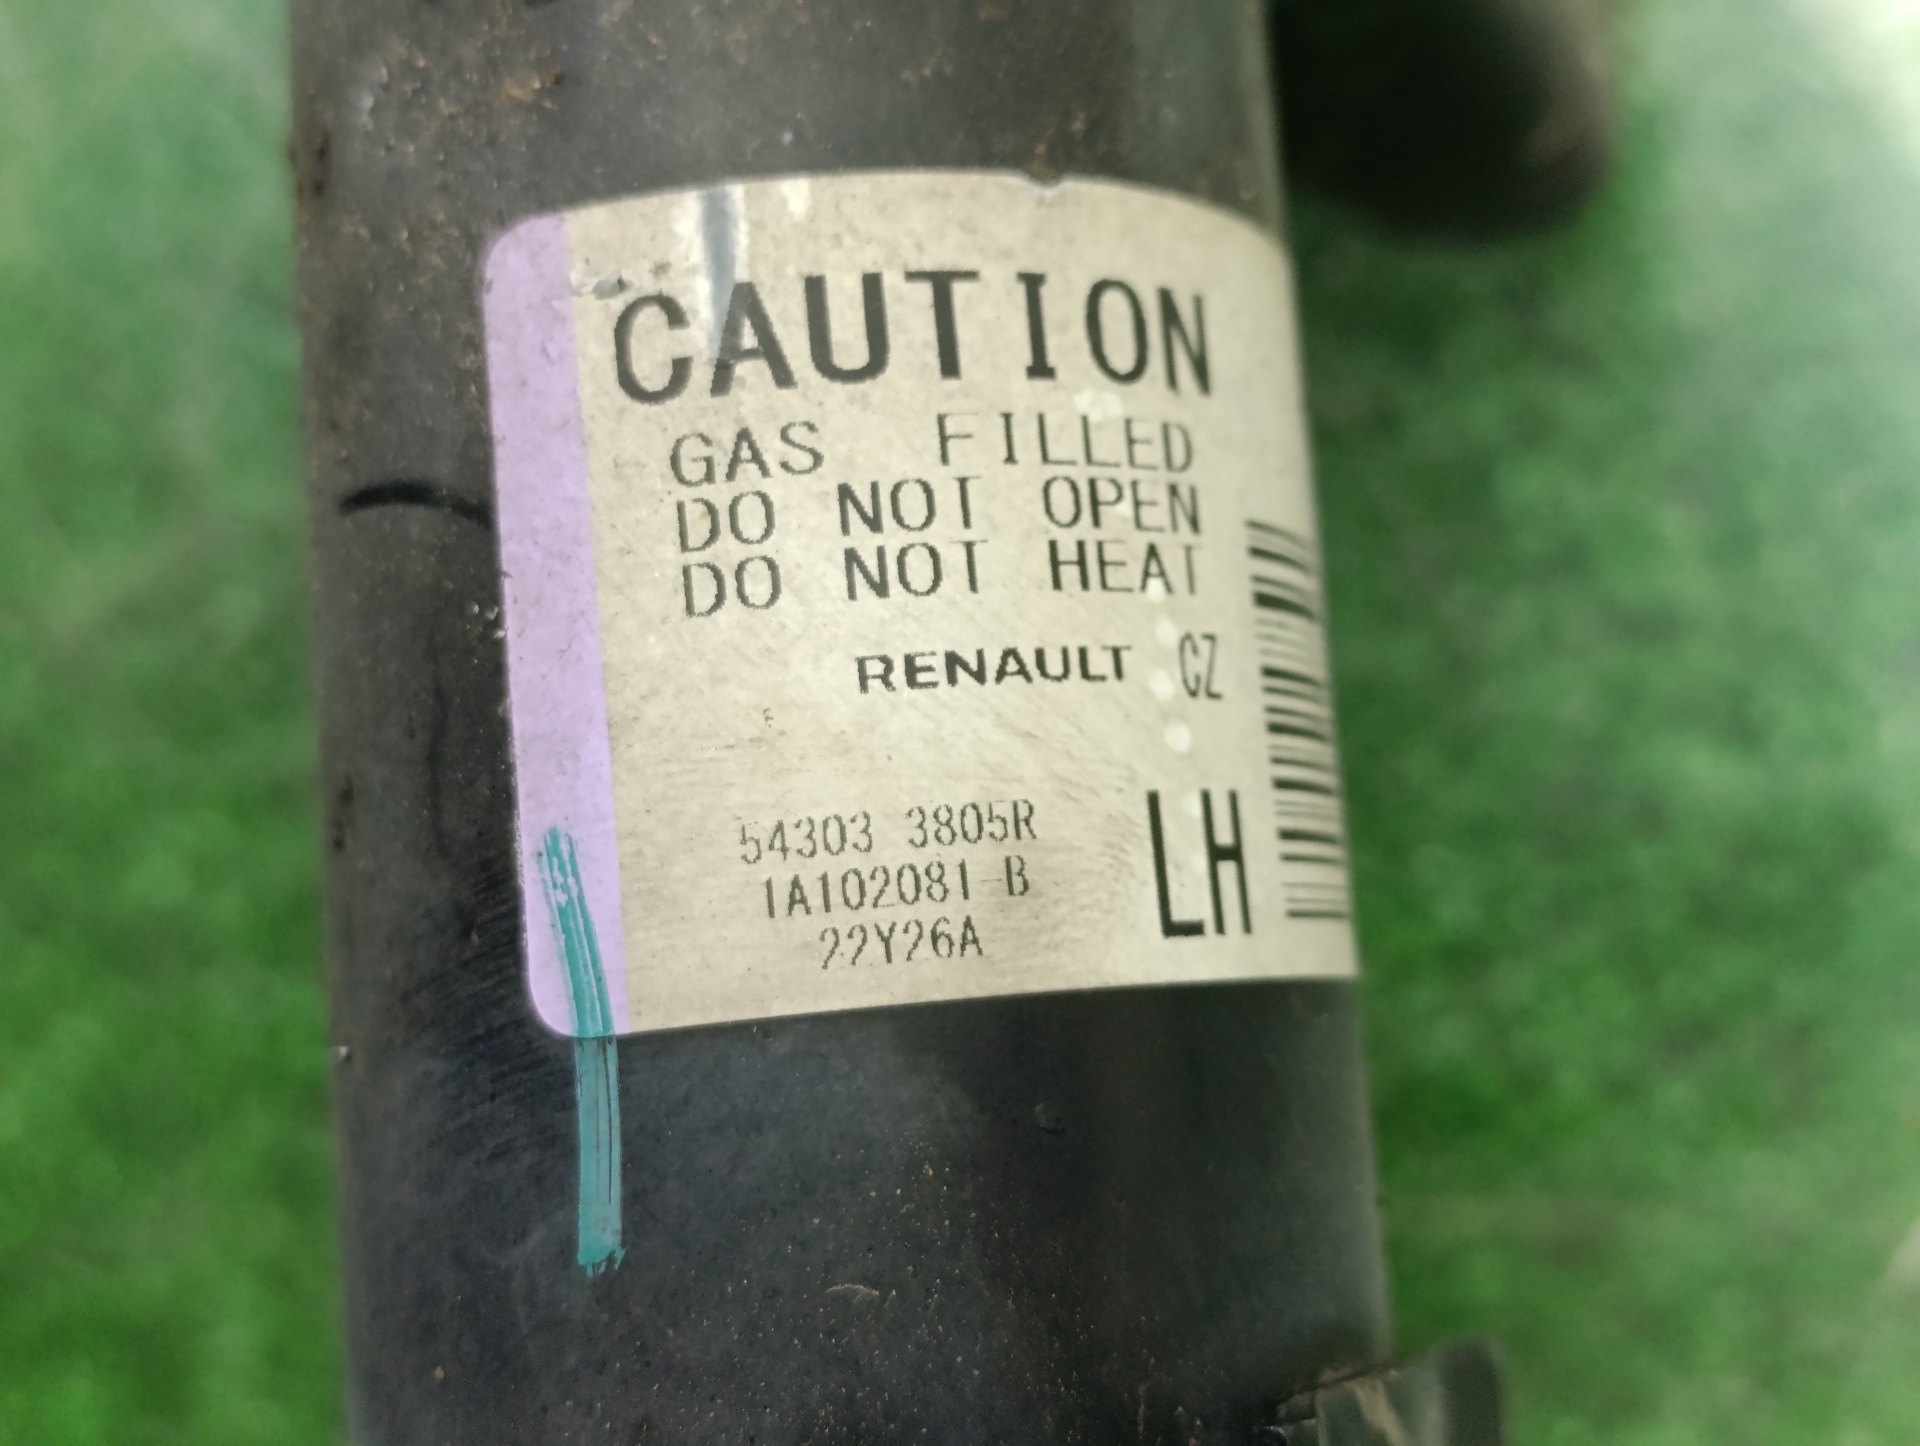 CAUTION
GAS FILLED
DO NOT OPEN
DO NOT HEAT
RENAULT CZ
54303 3805R
1A102081-B
22Y26A
LH